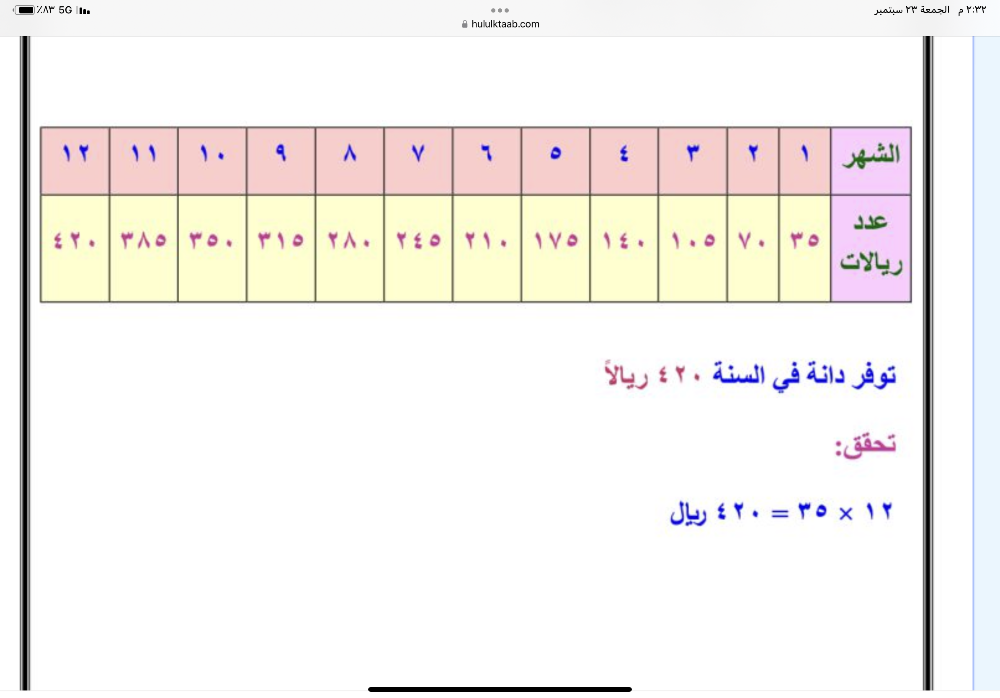 ٢:٣٢ م الجمعة ٢٣ سبتمبر
5G ٪٨٣
hululktaab.com
الشهر ١ ٢ ٣ ٤ ٥ ٦ ٧ ٨ ٩ ١٠ ١١ ١٢
عدد
ريالات ٣٥ ٧٠ ١٠٥ ١٤٠ ١٧٥ ٢١٠ ٢٤٥ ٢٨٠ ٣١٥ ٣٥٠ ٣٨٥ ٤٢٠
توفر دانة في السنة ٤٢٠ ريالاً
تحقق:
١٢ × ٣٥ = ٤٢٠ ريال